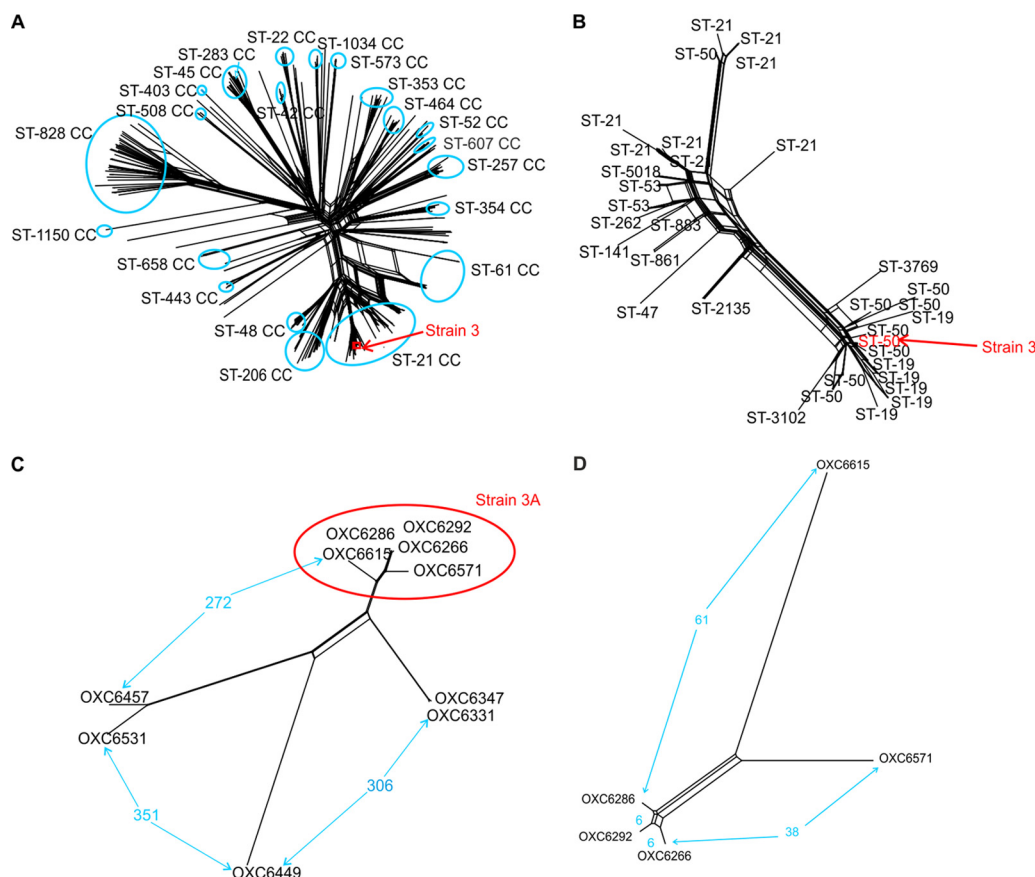 A
ST-22 CC
ST-1034 CC
ST-283 CC
ST-573 CC
ST-45 CC
ST-353 CC
ST-403 CC
ST-464 CC
ST-508 CC
ST-42 CC
ST-52 CC
ST-828 CC
ST-607 CC
ST-257 CC
ST-354 CC
ST-1150 CC
ST-658 CC
ST-61 CC
ST-443 CC
ST-48 CC
Strain 3
ST-206 CC
ST-21 CC
B
ST-21
ST-21
ST-50
ST-21
ST-21
ST-21
ST-21
ST-21
ST-2
ST-5018
ST-53
ST-53
ST-262
ST-883
ST-141
ST-861
ST-47
ST-2135
ST-3769
ST-50
ST-50
ST-50
ST-19
ST-50
ST-50
Strain 3
ST-50
ST-19
ST-50
ST-19
ST-50
ST-19
ST-19
ST-19
ST-3102
C
Strain 3A
OXC6292
OXC6286
OXC6266
OXC6615
OXC6571
272
OXC6457
OXC6347
OXC6331
OXC6531
306
351
OXC6449
D
OXC6615
61
OXC6571
OXC6286
6
OXC6292
6
38
OXC6266